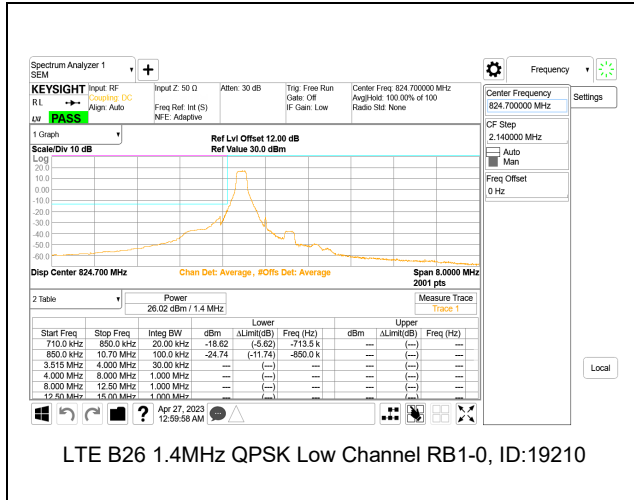 Spectrum Analyzer 1
SEM
Frequency
KEYSIGHT Input: RF Input Z: 50 Ω Atten: 30 dB Trig: Free Run Center Freq: 824.700000 MHz
R L Coupling: DC Gate: Off Avg|Hold: 100.00% of 100
Align: Auto Freq Ref: Int (S) IF Gain: Low Radio Std: None
LXI PASS NFE: Adaptive
Center Frequency
824.700000 MHz
Settings
CF Step
2.140000 MHz
Auto
Man
Freq Offset
0 Hz
1 Graph
Ref Lvl Offset 12.00 dB
Scale/Div 10 dB Ref Value 30.0 dBm
Log
20.0
10.0
0.00
-10.0
-20.0
-30.0
-40.0
-50.0
-60.0
Disp Center 824.700 MHz Chan Det: Average, #Offs Det: Average Span 8.0000 MHz
2001 pts
2 Table Power Measure Trace
26.02 dBm / 1.4 MHz Trace 1
Lower Upper
Start Freq Stop Freq Integ BW dBm ΔLimit(dB) Freq (Hz) dBm ΔLimit(dB) Freq (Hz)
710.0 kHz 850.0 kHz 20.00 kHz -18.62 (-5.62) -713.5 k --- (---) ---
850.0 kHz 10.70 MHz 100.0 kHz -24.74 (-11.74) -850.0 k --- (---) ---
3.515 MHz 4.000 MHz 30.00 kHz --- (---) --- --- (---) ---
4.000 MHz 8.000 MHz 1.000 MHz --- (---) --- --- (---) ---
8.000 MHz 12.50 MHz 1.000 MHz --- (---) --- --- (---) ---
12.50 MHz 15.00 MHz 1.000 MHz --- (---) --- --- (---) ---
Local
? Apr 27, 2023
12:59:58 AM
LTE B26 1.4MHz QPSK Low Channel RB1-0, ID:19210